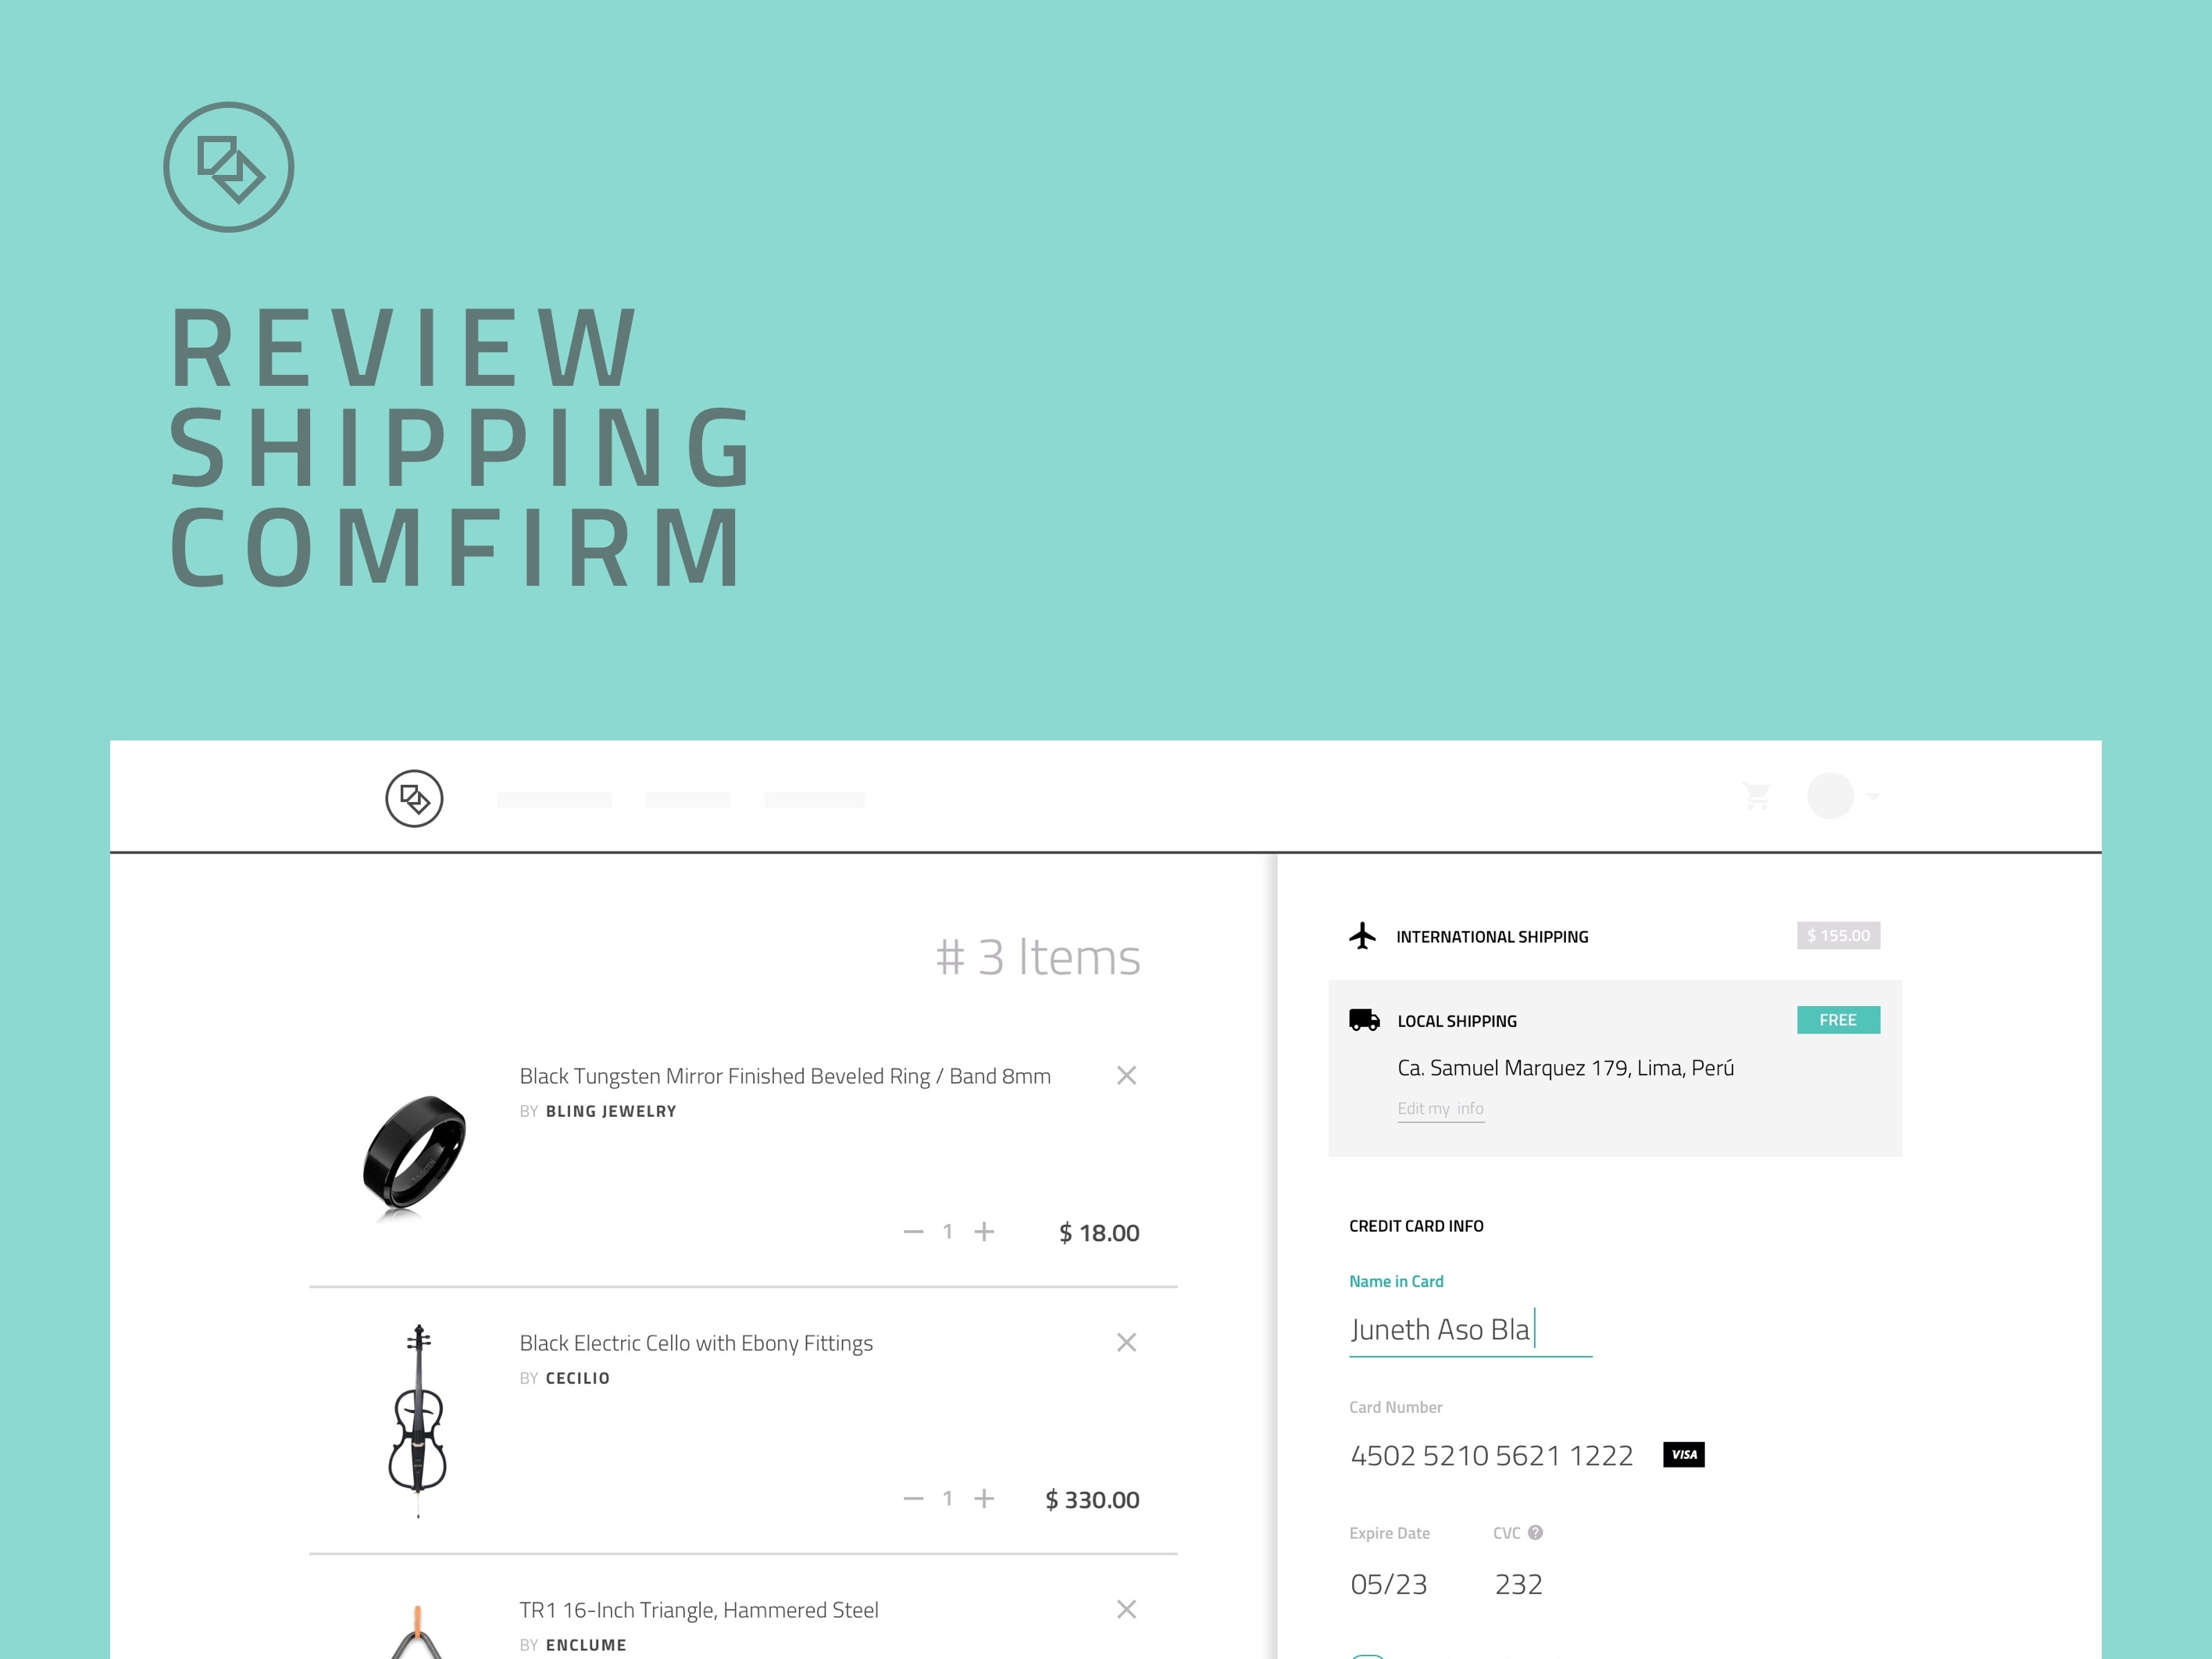 REVIEW
SHIPPING
COMFIRM
# 3 Items
Black Tungsten Mirror Finished Beveled Ring / Band 8mm
BY BLING JEWELRY
1
$ 18.00
Black Electric Cello with Ebony Fittings
BY CECILIO
1
$ 330.00
TR1 16-Inch Triangle, Hammered Steel
BY ENCLUME
INTERNATIONAL SHIPPING
$ 155.00
LOCAL SHIPPING
FREE
Ca. Samuel Marquez 179, Lima, Perú
Edit my info
CREDIT CARD INFO
Name in Card
Juneth Aso Bla
Card Number
4502 5210 5621 1222
VISA
Expire Date CVC ?
05/23 232